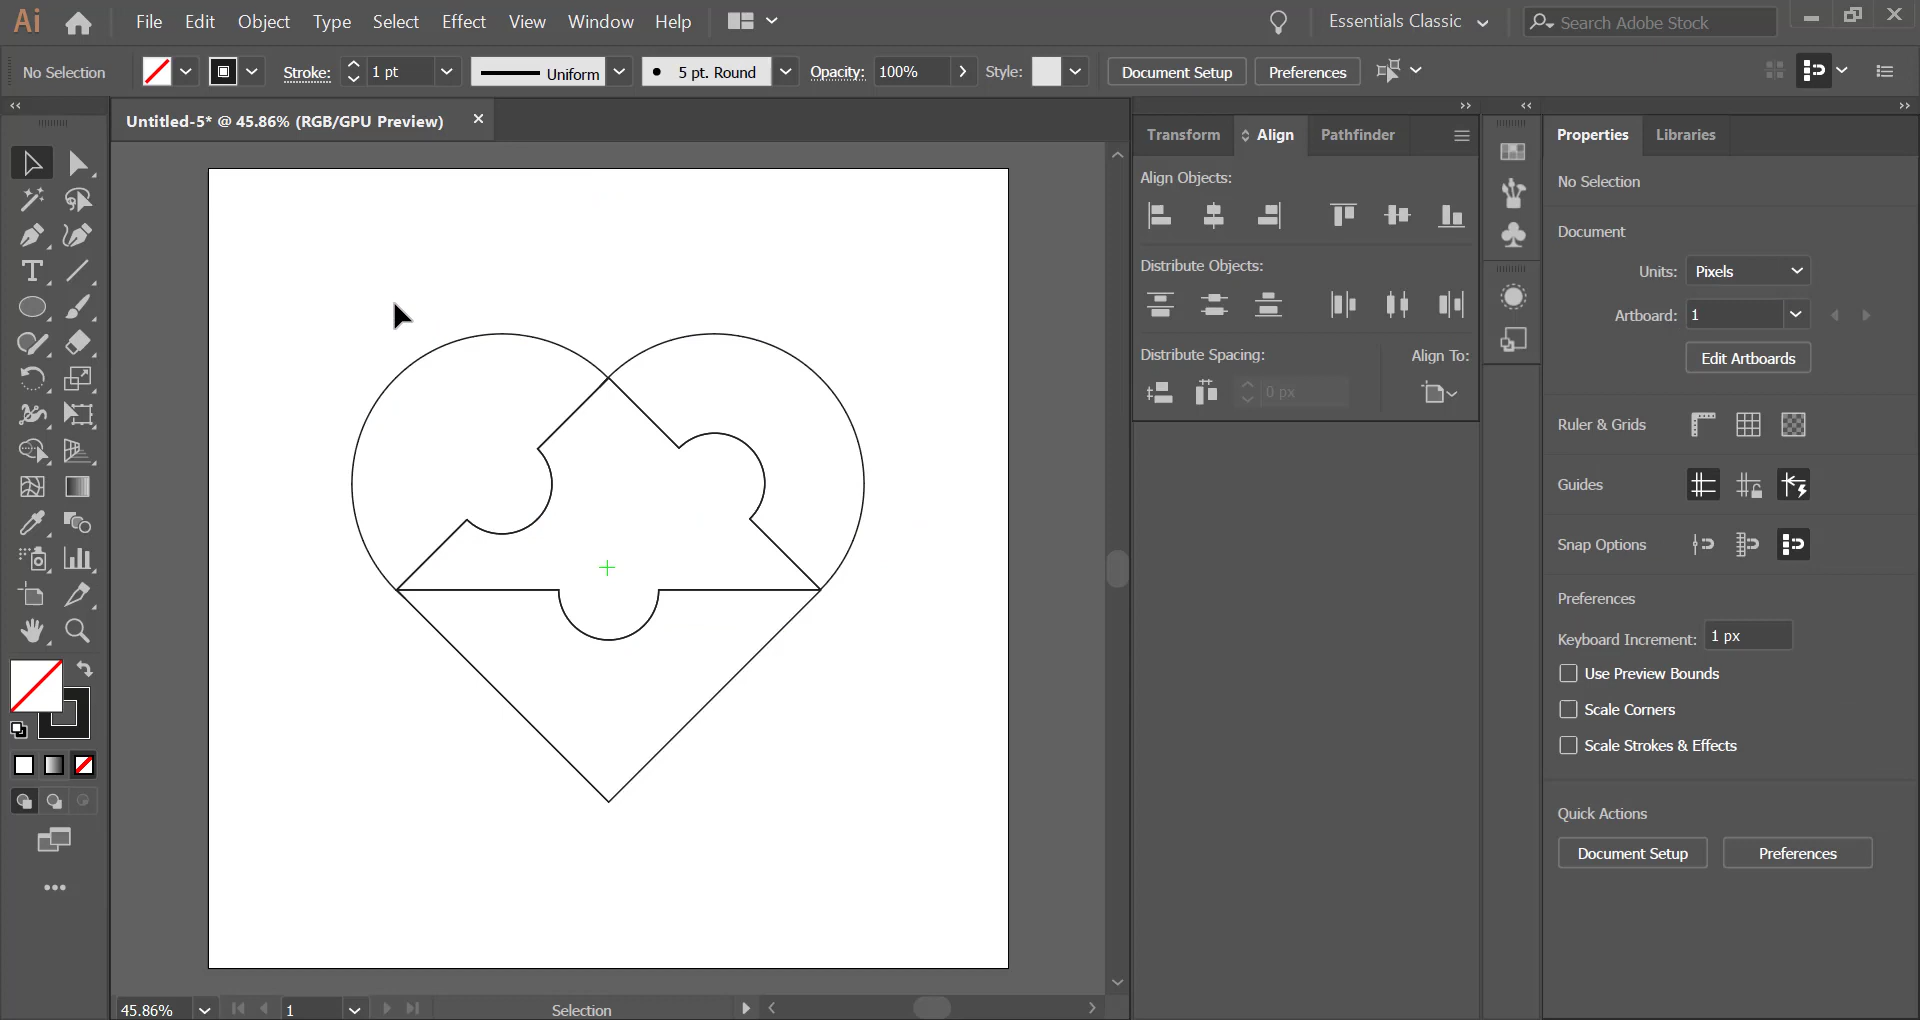 Ai File Edit Object Type Select Effect View Window Help Essentials Classic Search Adobe Stock
No Selection Stroke: 1 pt Uniform 5 pt. Round Opacity: 100% Style: Document Setup Preferences
Untitled-5* @ 45.86% (RGB/GPU Preview)
Transform Align Pathfinder
Align Objects:
Distribute Objects:
Distribute Spacing: Align To:
0 px
Properties Libraries
No Selection
Document
Units: Pixels
Artboard: 1
Edit Artboards
Ruler & Grids
Guides
Snap Options
Preferences
Keyboard Increment: 1 px
Use Preview Bounds
Scale Corners
Scale Strokes & Effects
Quick Actions
Document Setup Preferences
45.86% 1 Selection